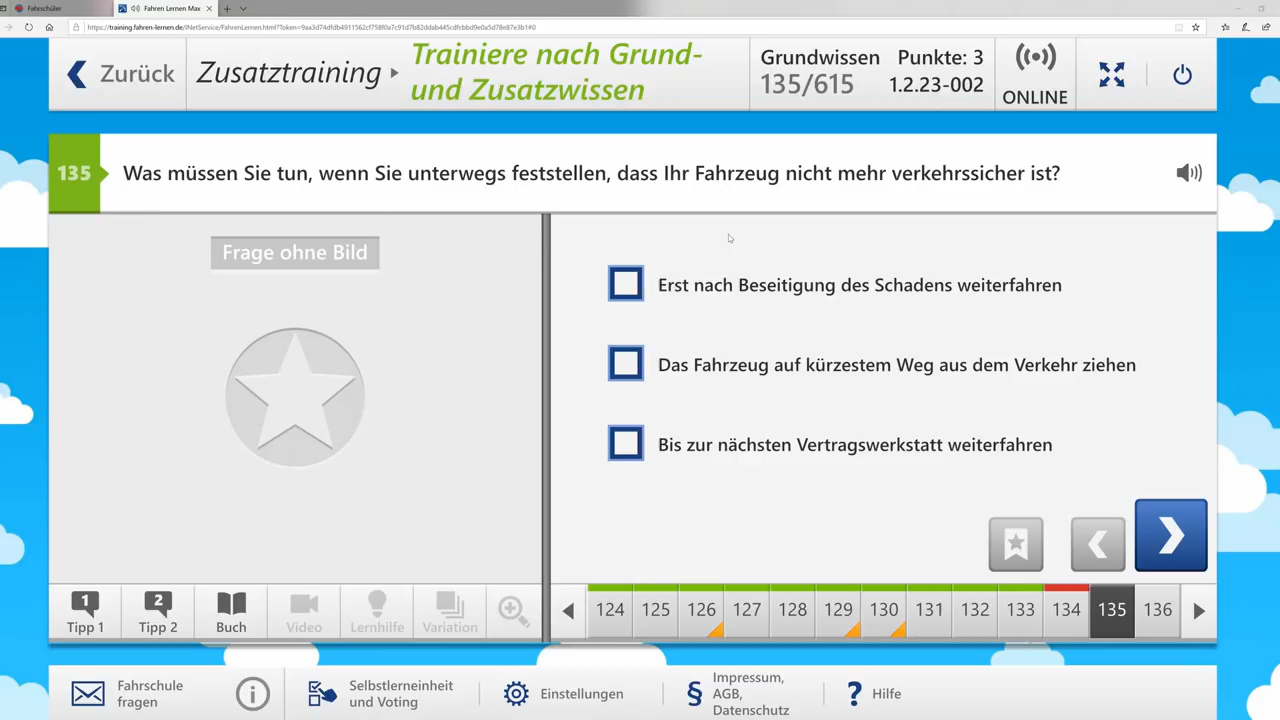 Fahrschüler
Fahren Lernen Max
Zurück
Zusatztraining
Trainiere nach Grund-
und Zusatzwissen
Grundwissen
135/615
Punkte: 3
1.2.23-002
ONLINE
135
Was müssen Sie tun, wenn Sie unterwegs feststellen, dass Ihr Fahrzeug nicht mehr verkehrssicher ist?
Frage ohne Bild
Erst nach Beseitigung des Schadens weiterfahren
Das Fahrzeug auf kürzestem Weg aus dem Verkehr ziehen
Bis zur nächsten Vertragswerkstatt weiterfahren
1
Tipp 1
2
Tipp 2
Buch
Video
Lernhilfe
Variation
124 125 126 127 128 129 130 131 132 133 134 135 136
Fahrschule
fragen
Selbstlerneinheit
und Voting
Einstellungen
§
Impressum,
AGB,
Datenschutz
?
Hilfe